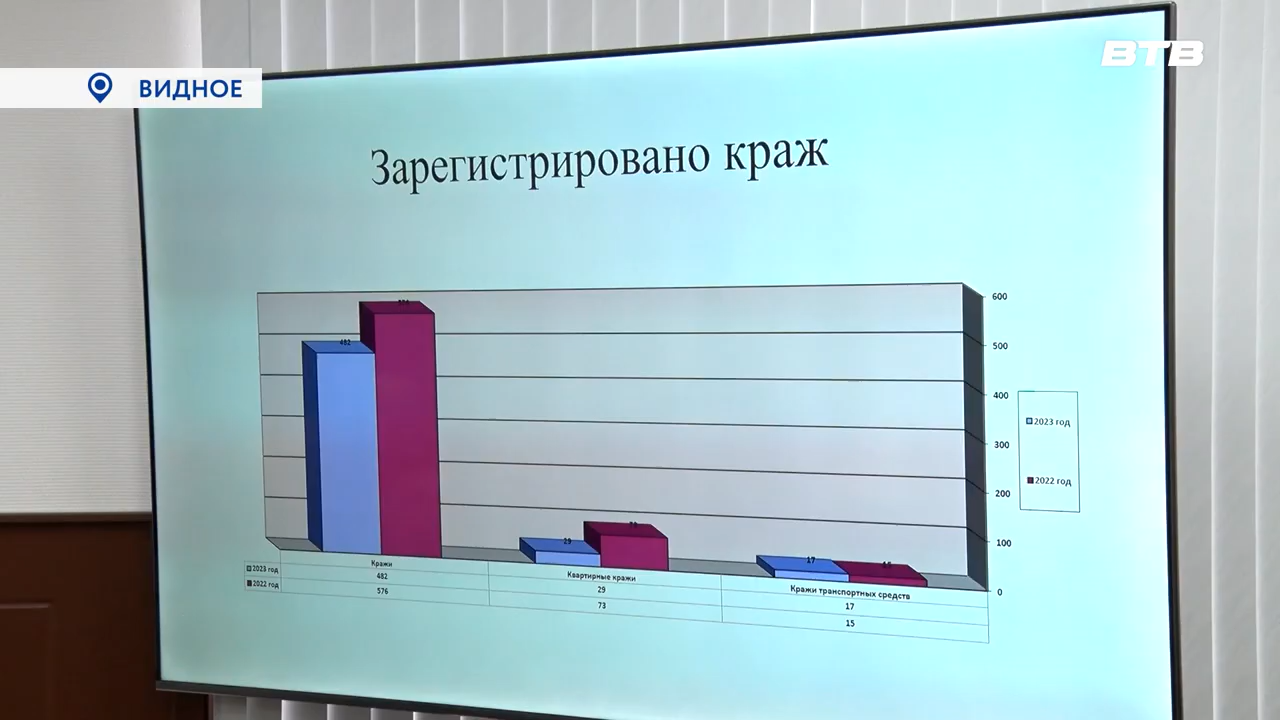 ВТВ
ВИДНОЕ
Зарегистрировано краж
600
500
400
300
200
100
0
482
29
17
2023 год
2022 год
Кражи
Квартирные кражи
Кражи транспортных средств
2023 год 482 29 17
2022 год 576 73 15